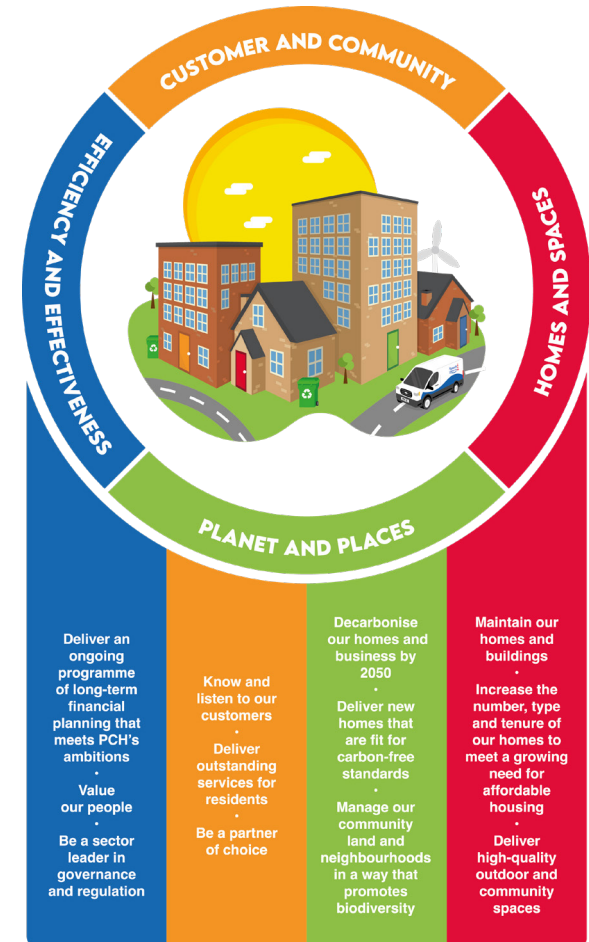 CUSTOMER AND COMMUNITY
EFFICIENCY AND EFFECTIVENESS
HOMES AND SPACES
PLANET AND PLACES
Deliver an
ongoing
programme
of long-term
financial
planning that
meets PCH's
ambitions
•
Value
our people
•
Be a sector
leader in
governance
and regulation
Know and
listen to our
customers
•
Deliver
outstanding
services for
residents
•
Be a partner
of choice
Decarbonise
our homes and
business by
2050
•
Deliver new
homes that
are fit for
carbon-free
standards
•
Manage our
community
land and
neighbourhoods
in a way that
promotes
biodiversity
Maintain our
homes and
buildings
•
Increase the
number, type
and tenure of
our homes to
meet a growing
need for
affordable
housing
•
Deliver
high-quality
outdoor and
community
spaces